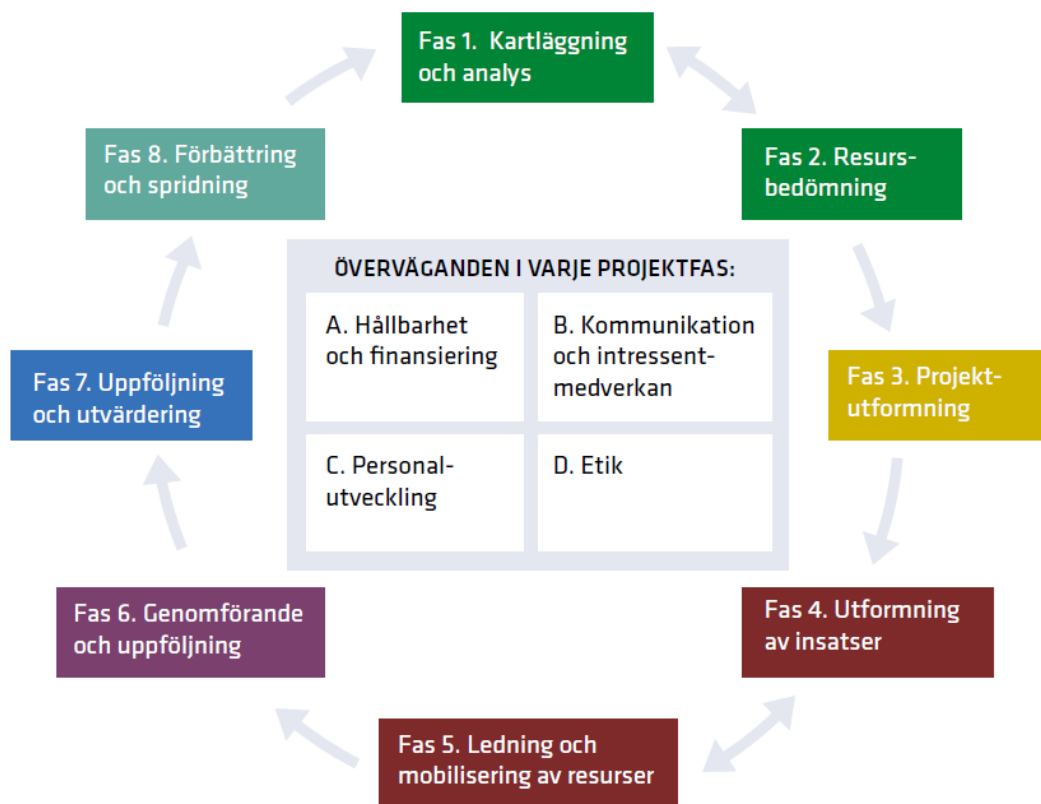 Fas 1. Kartläggning
och analys
Fas 2. Resurs-
bedömning
Fas 3. Projekt-
utformning
Fas 4. Utformning
av insatser
Fas 5. Ledning och
mobilisering av resurser
Fas 6. Genomförande
och uppföljning
Fas 7. Uppföljning
och utvärdering
Fas 8. Förbättring
och spridning
ÖVERVÄGANDEN I VARJE PROJEKTFAS:
A. Hållbarhet
och finansiering
B. Kommunikation
och intressent-
medverkan
C. Personal-
utveckling
D. Etik